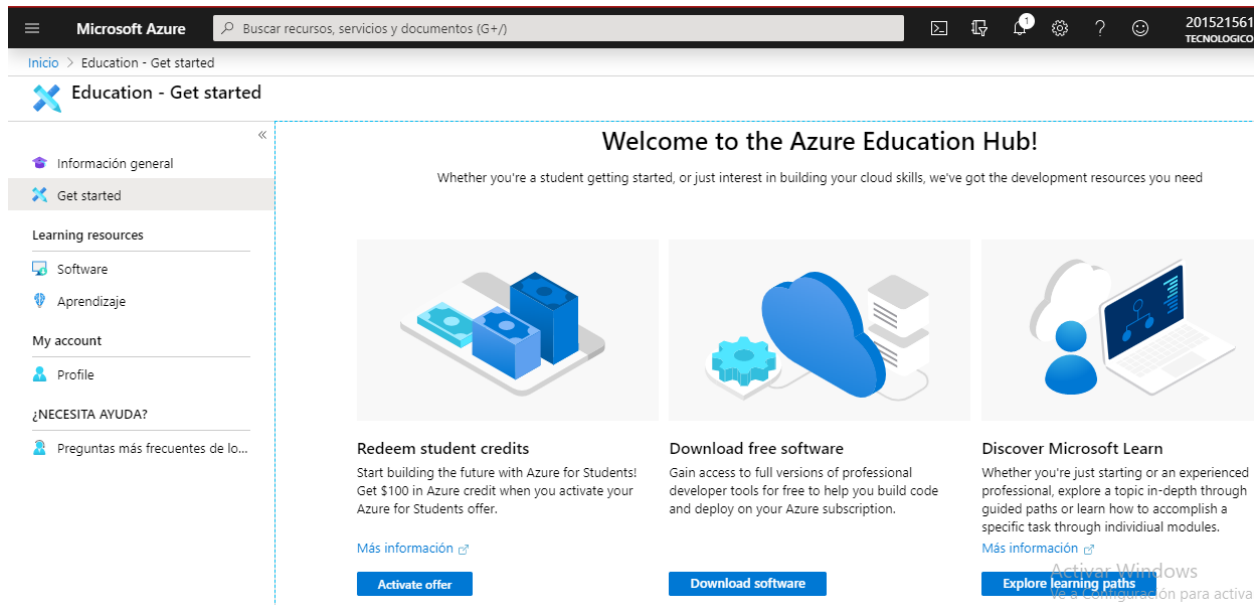 Microsoft Azure
Buscar recursos, servicios y documentos (G+/)
1
201521561
TECNOLOGICO
Inicio > Education - Get started
Education - Get started
«
Información general
Get started
Learning resources
Software
Aprendizaje
My account
Profile
¿NECESITA AYUDA?
Preguntas más frecuentes de lo...
Welcome to the Azure Education Hub!
Whether you're a student getting started, or just interest in building your cloud skills, we've got the development resources you need
Redeem student credits
Start building the future with Azure for Students!
Get $100 in Azure credit when you activate your
Azure for Students offer.
Más información
Activate offer
Download free software
Gain access to full versions of professional
developer tools for free to help you build code
and deploy on your Azure subscription.
Download software
Discover Microsoft Learn
Whether you're just starting or an experienced
professional, explore a topic in-depth through
guided paths or learn how to accomplish a
specific task through individiual modules.
Más información
Explore learning paths
Activar Windows
Ve a Configuración para activa